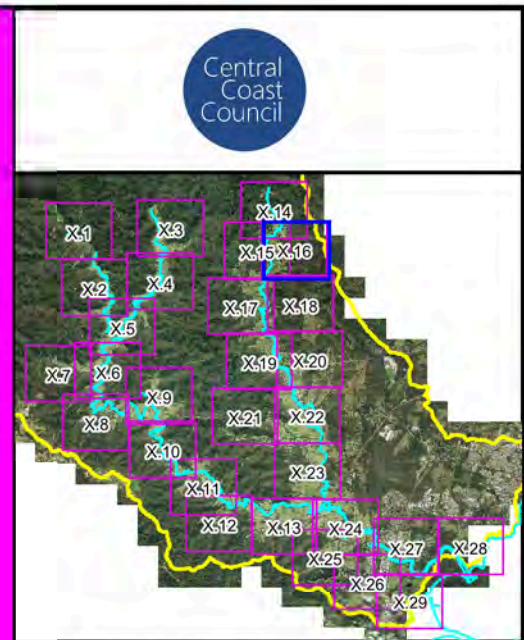 Central
Coast
Council
X.14
X.1
X.3
X.15
X.16
X.2
X.4
X.17
X.18
X.5
X.7
X.6
X.19
X.20
X.8
X.9
X.21
X.22
X.10
X.23
X.11
X.12
X.13
X.24
X.25
X.27
X.28
X.26
X.29